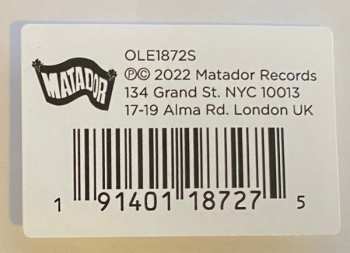 MATADOR
OLE1872S
℗© 2022 Matador Records
134 Grand St. NYC 10013
17-19 Alma Rd. London UK
1 91401 18727 5